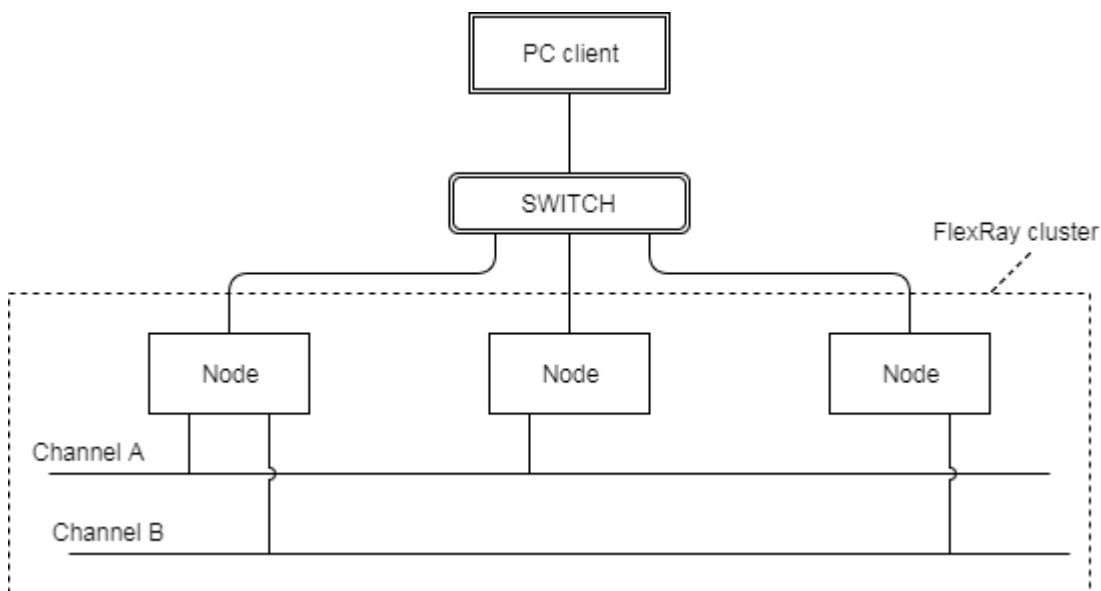 PC client
SWITCH
FlexRay cluster
Node
Node
Node
Channel A
Channel B